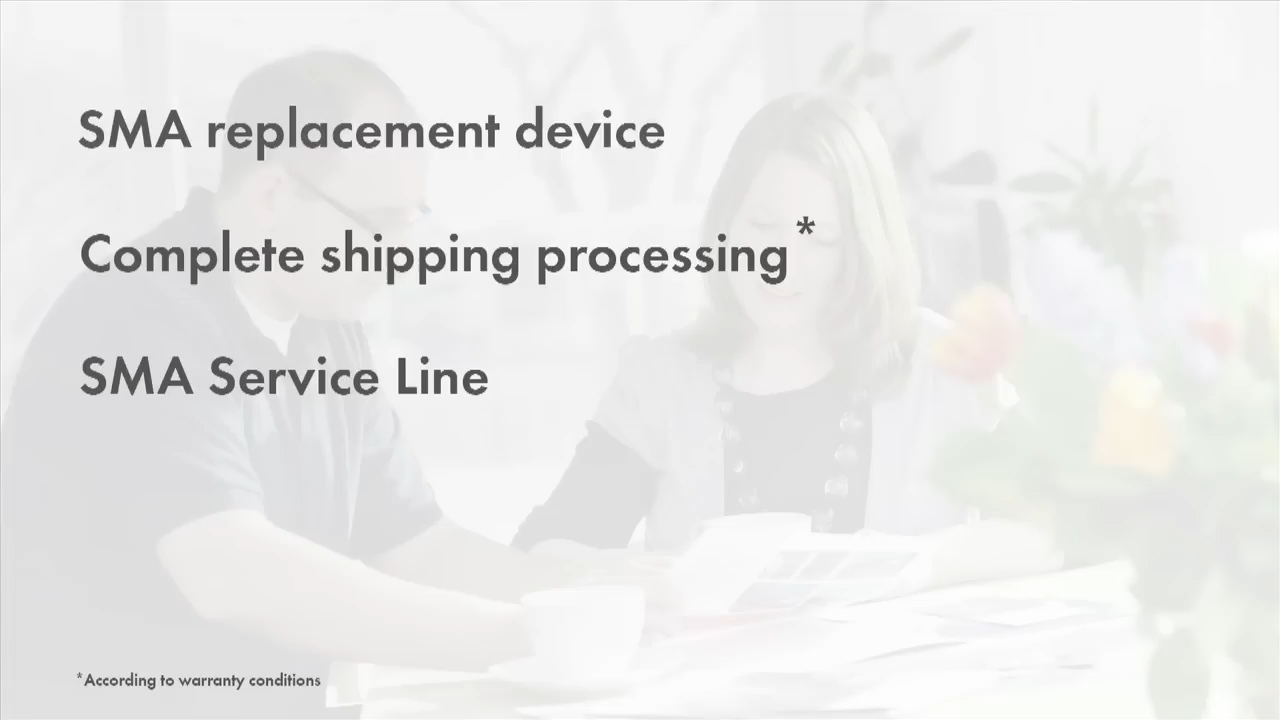 SMA replacement device
Complete shipping processing*
SMA Service Line
*According to warranty conditions